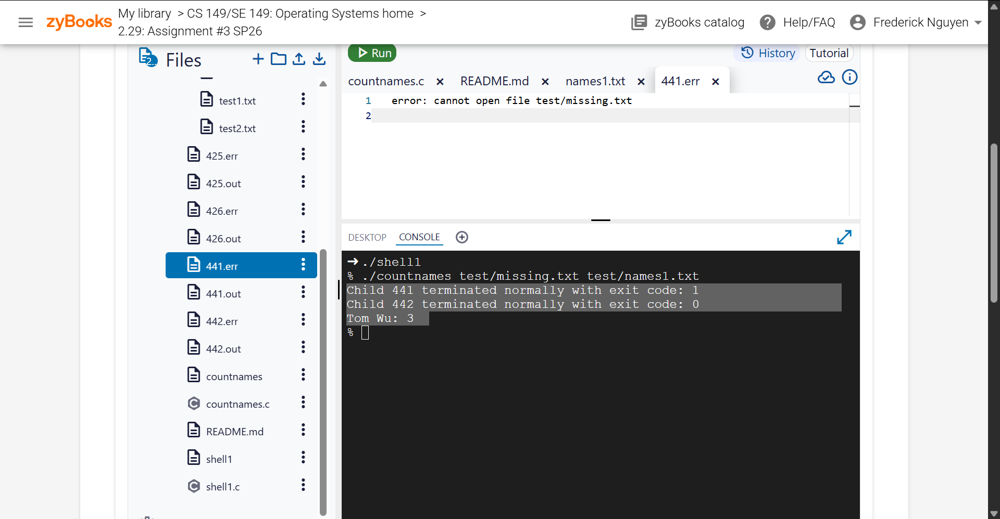 zyBooks
My library > CS 149/SE 149: Operating Systems home >
2.29: Assignment #3 SP26
zyBooks catalog
Help/FAQ
Frederick Nguyen
2..
Files
test1.txt
test2.txt
425.err
425.out
426.err
426.out
441.err
441.out
442.err
442.out
countnames
countnames.c
README.md
shell1
shell1.c
Run
History
Tutorial
countnames.c × README.md × names1.txt × 441.err ×
1 error: cannot open file test/missing.txt
2
DESKTOP CONSOLE
➜ ./shell1
% ./countnames test/missing.txt test/names1.txt
Child 441 terminated normally with exit code: 1
Child 442 terminated normally with exit code: 0
Tom Wu: 3
%